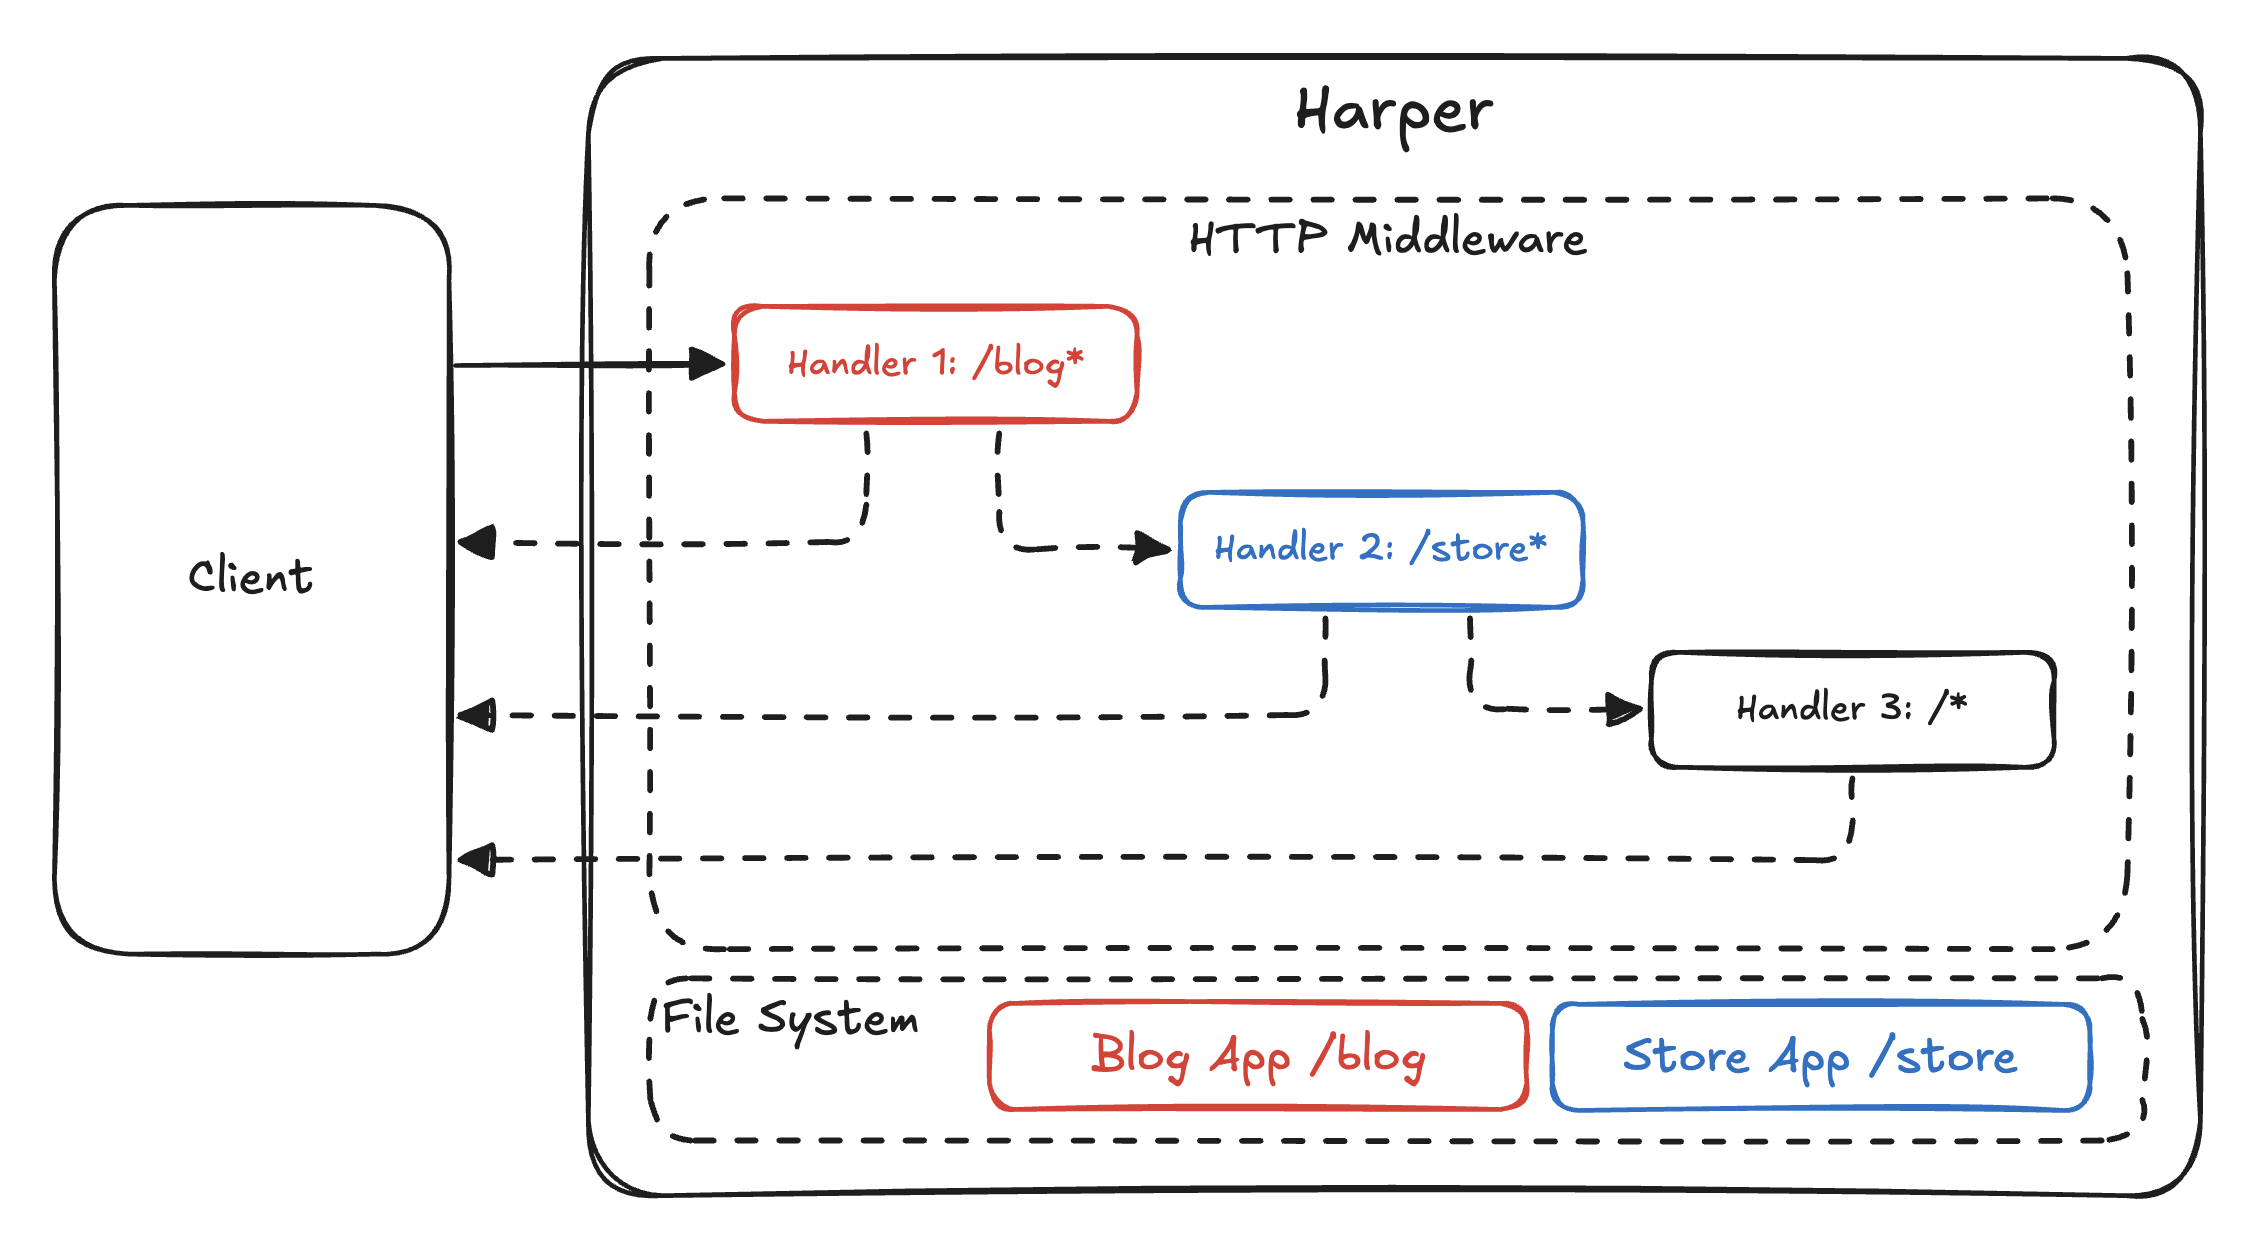 Harper
HTTP Middleware
Handler 1: /blog*
Handler 2: /store*
Client
Handler 3: /*
File System
Blog App /blog
Store App /store